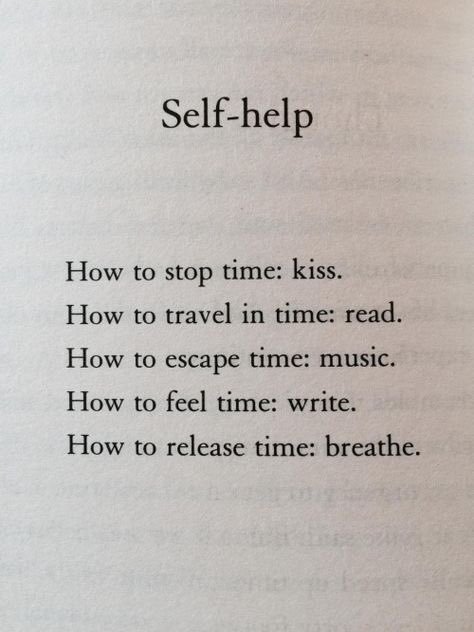 Self-help
How to stop time: kiss.
How to travel in time: read.
How to escape time: music.
How to feel time: write.
How to release time: breathe.